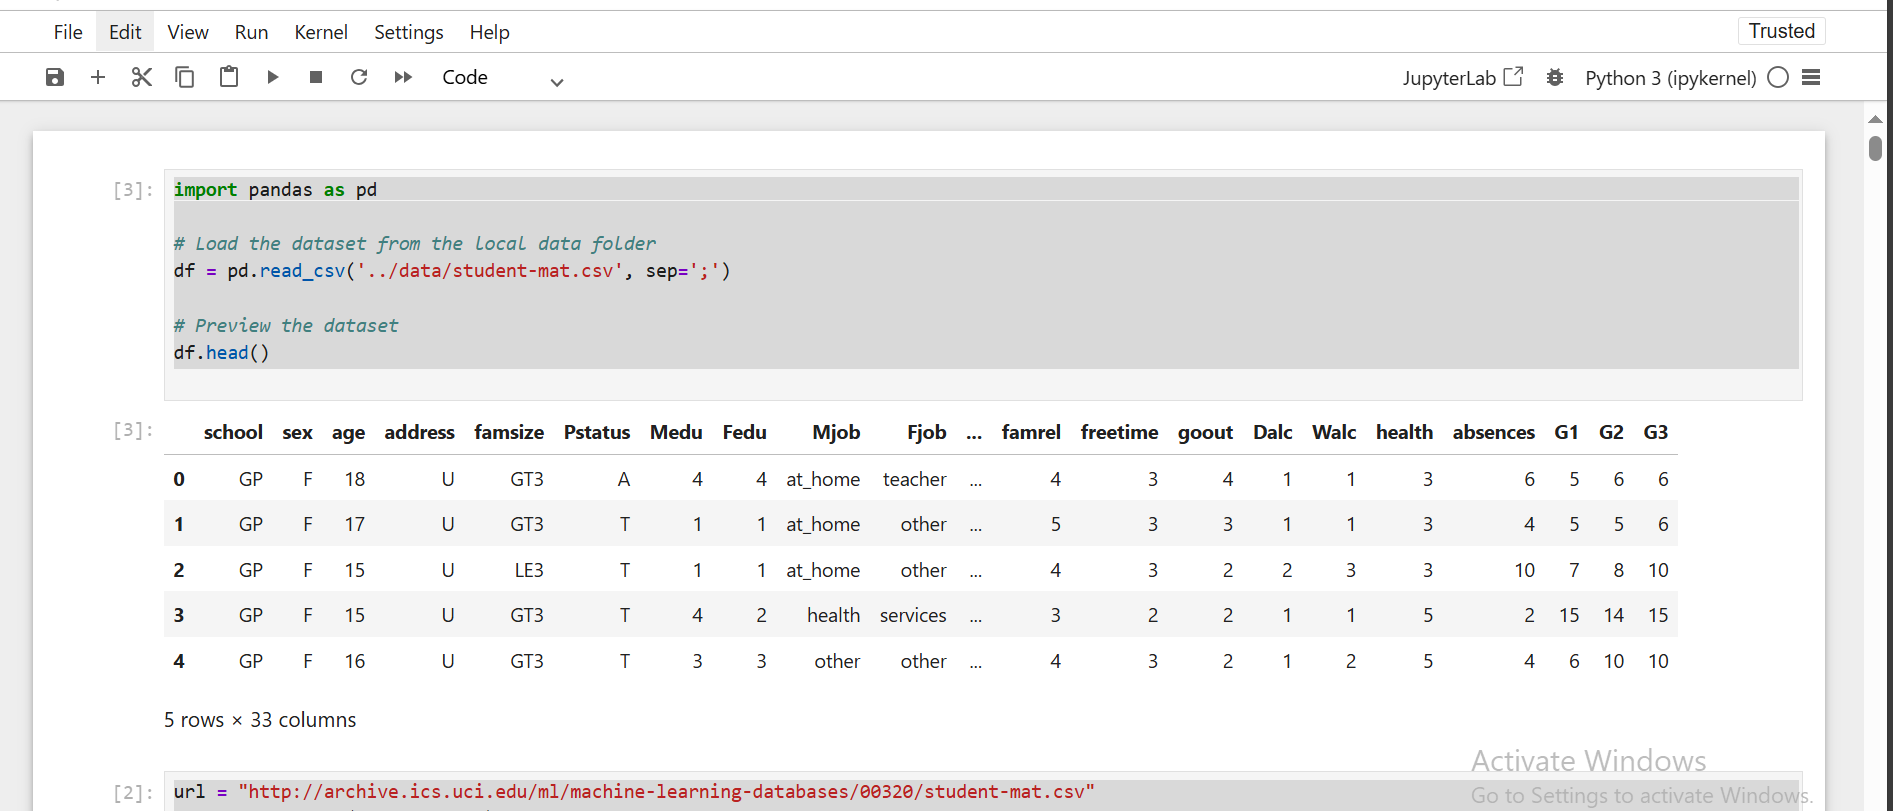 File Edit View Run Kernel Settings Help Trusted
Code JupyterLab Python 3 (ipykernel)
[3]: import pandas as pd
# Load the dataset from the local data folder
df = pd.read_csv('../data/student-mat.csv', sep=';')
# Preview the dataset
df.head()
[3]: school sex age address famsize Pstatus Medu Fedu Mjob Fjob ... famrel freetime goout Dalc Walc health absences G1 G2 G3
0 GP F 18 U GT3 A 4 4 at_home teacher ... 4 3 4 1 1 3 6 5 6 6
1 GP F 17 U GT3 T 1 1 at_home other ... 5 3 3 1 1 3 4 5 5 6
2 GP F 15 U LE3 T 1 1 at_home other ... 4 3 2 2 3 3 10 7 8 10
3 GP F 15 U GT3 T 4 2 health services ... 3 2 2 1 1 5 2 15 14 15
4 GP F 16 U GT3 T 3 3 other other ... 4 3 2 1 2 5 4 6 10 10
5 rows × 33 columns
Activate Windows
[2]: url = "http://archive.ics.uci.edu/ml/machine-learning-databases/00320/student-mat.csv"
Go to Settings to activate Windows.